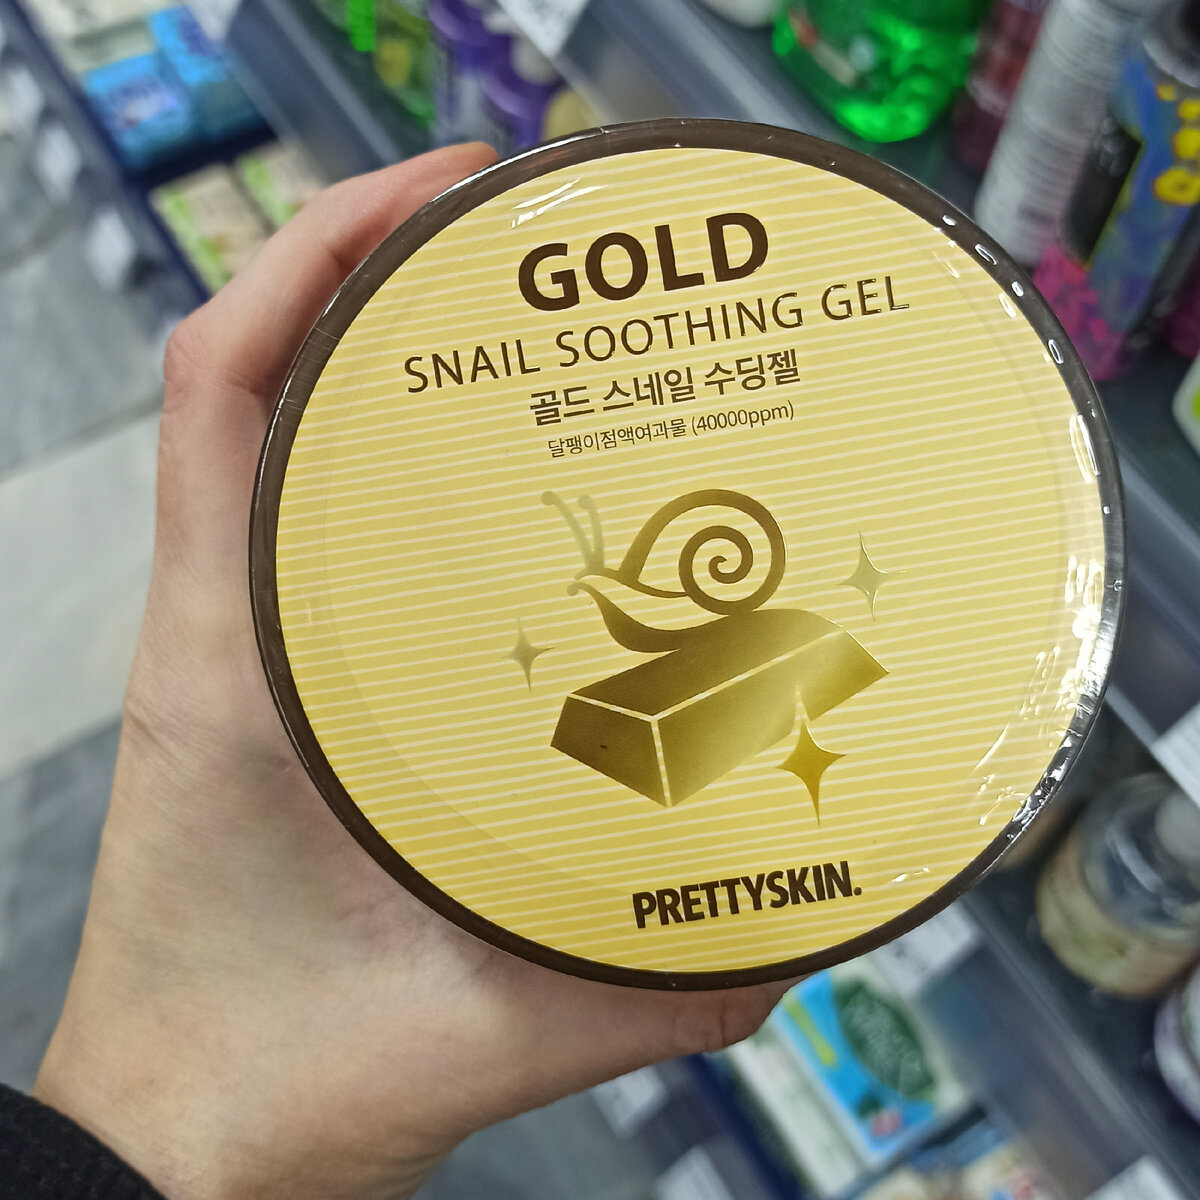 GOLD
SNAIL SOOTHING GEL
골드 스네일 수딩젤
달팽이점액여과물 (40000ppm)
PRETTYSKIN.